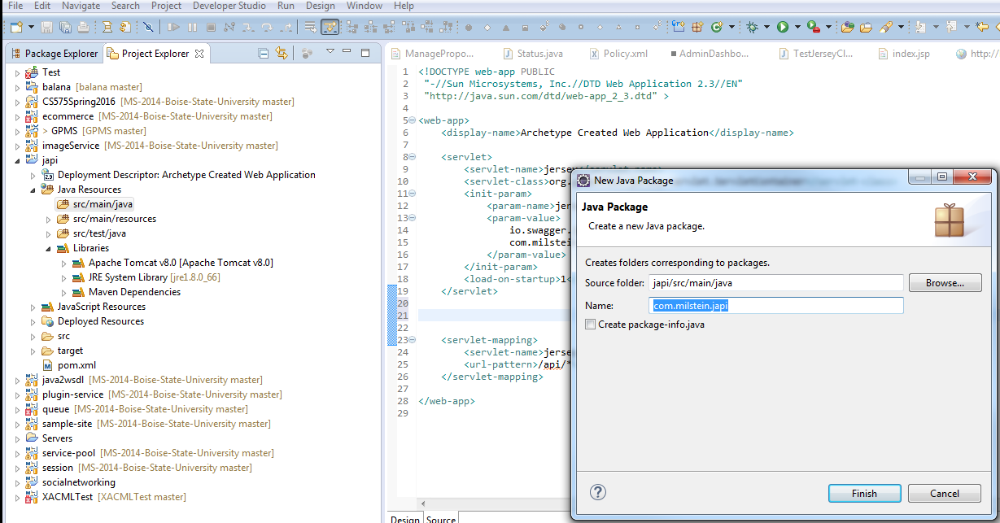 File Edit Navigate Search Project Developer Studio Run Design Window Help
Package Explorer Project Explorer
Test
balana [balana master]
CS575Spring2016 [MS-2014-Boise-State-University master]
ecommerce [MS-2014-Boise-State-University master]
> GPMS [GPMS master]
imageService [MS-2014-Boise-State-University master]
japi
Deployment Descriptor: Archetype Created Web Application
Java Resources
src/main/java
src/main/resources
src/test/java
Libraries
Apache Tomcat v8.0 [Apache Tomcat v8.0]
JRE System Library [jre1.8.0_66]
Maven Dependencies
JavaScript Resources
Deployed Resources
src
target
pom.xml
java2wsdl [MS-2014-Boise-State-University master]
plugin-service [MS-2014-Boise-State-University master]
queue [MS-2014-Boise-State-University master]
sample-site [MS-2014-Boise-State-University master]
Servers
service-pool [MS-2014-Boise-State-University master]
session [MS-2014-Boise-State-University master]
socialnetworking
XACMLTest [XACMLTest master]
ManagePropo... Status.java Policy.xml AdminDashbo... TestJerseyCl... index.jsp http://
1 <!DOCTYPE web-app PUBLIC
2 "-//Sun Microsystems, Inc.//DTD Web Application 2.3//EN"
3 "http://java.sun.com/dtd/web-app_2_3.dtd" >
4
5 <web-app>
6 <display-name>Archetype Created Web Application</display-name>
7
8 <servlet>
9 <servlet-name>jersey</servlet-name>
10 <servlet-class>org.
11 <init-param>
12 <param-name>jer
13 <param-value>
14 io.swagger.
15 com.milstein
16 </param-value>
17 </init-param>
18 <load-on-startup>1<
19 </servlet>
20
21
22
23 <servlet-mapping>
24 <servlet-name>jerse
25 <url-pattern>/api/*
26 </servlet-mapping>
27
28 </web-app>
29
Design Source
New Java Package
Java Package
Create a new Java package.
Creates folders corresponding to packages.
Source folder: japi/src/main/java Browse...
Name: com.milstein.japi
Create package-info.java
Finish Cancel